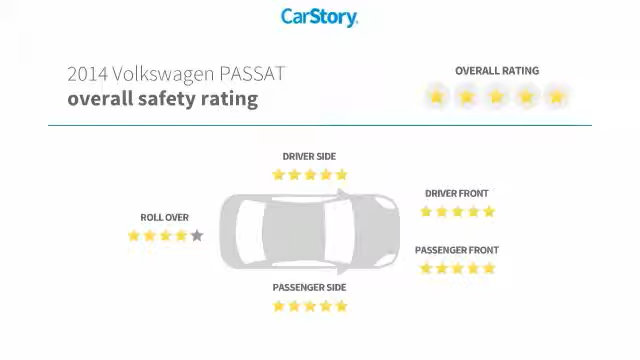 CarStory.
2014 Volkswagen PASSAT
overall safety rating
OVERALL RATING
DRIVER SIDE
DRIVER FRONT
ROLL OVER
PASSENGER FRONT
PASSENGER SIDE